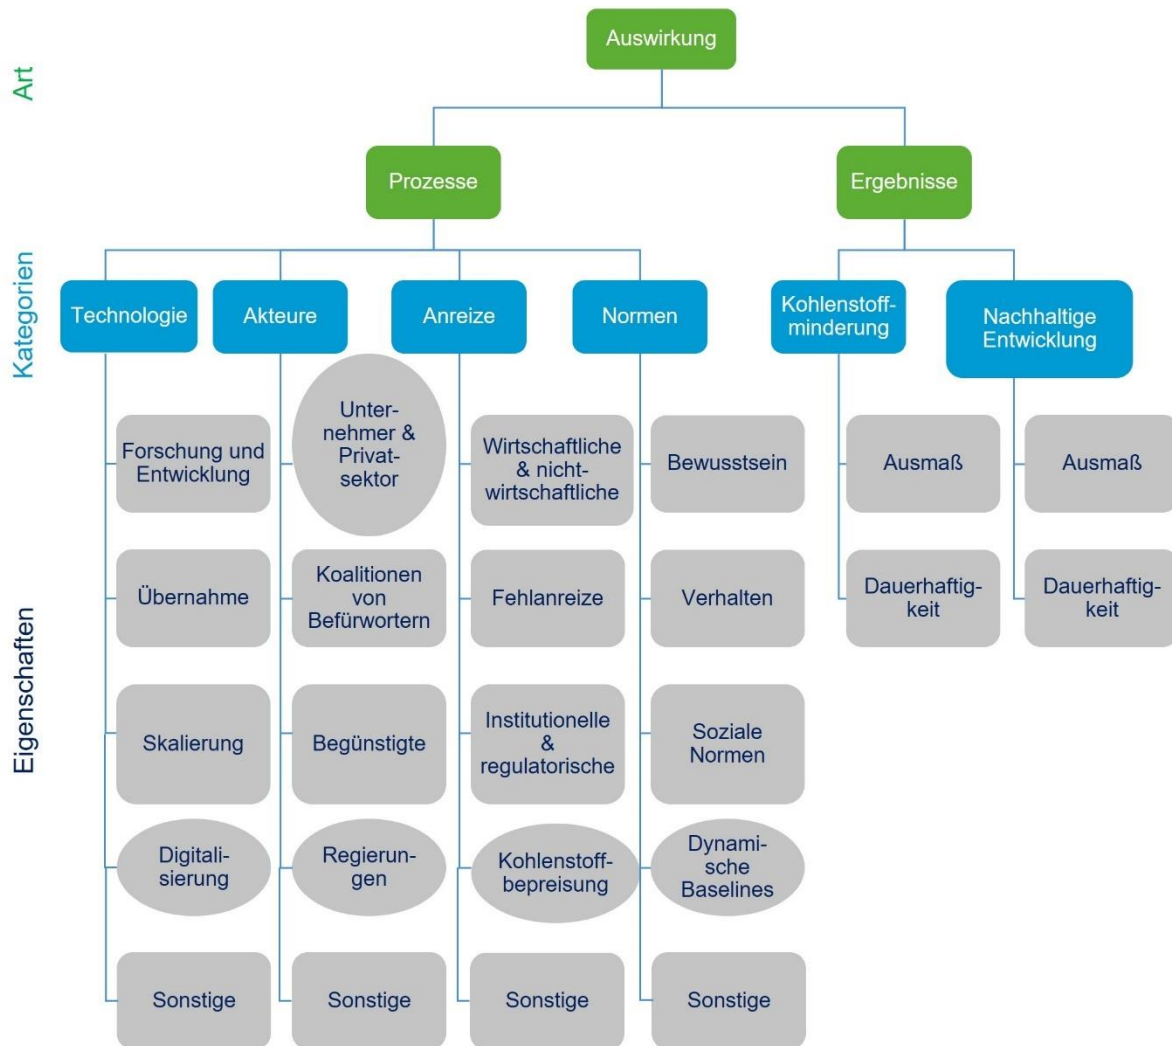 Art
Auswirkung
Prozesse
Ergebnisse
Kategorien
Technologie
Akteure
Anreize
Normen
Kohlenstoff-
minderung
Nachhaltige
Entwicklung
Eigenschaften
Forschung und
Entwicklung
Unter-
nehmer &
Privat-
sektor
Wirtschaftliche
& nicht-
wirtschaftliche
Bewusstsein
Ausmaß
Ausmaß
Übernahme
Koalitionen
von
Befürwortern
Fehlanreize
Verhalten
Dauerhaftig-
keit
Dauerhaftig-
keit
Skalierung
Begünstigte
Institutionelle
&
regulatorische
Soziale
Normen
Digitali-
sierung
Regierun-
gen
Kohlenstoff-
bepreisung
Dynami-
sche
Baselines
Sonstige
Sonstige
Sonstige
Sonstige